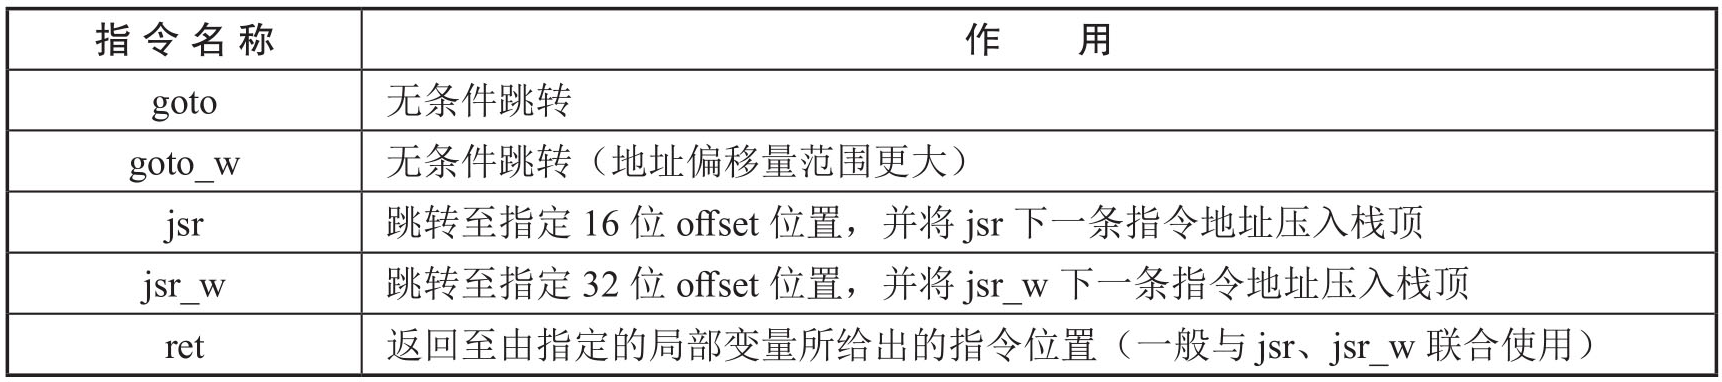 指令名称 作 用
goto 无条件跳转
goto_w 无条件跳转（地址偏移量范围更大）
jsr 跳转至指定 16 位 offset 位置，并将 jsr 下一条指令地址压入栈顶
jsr_w 跳转至指定 32 位 offset 位置，并将 jsr_w 下一条指令地址压入栈顶
ret 返回至由指定的局部变量所给出的指令位置（一般与 jsr、jsr_w 联合使用）